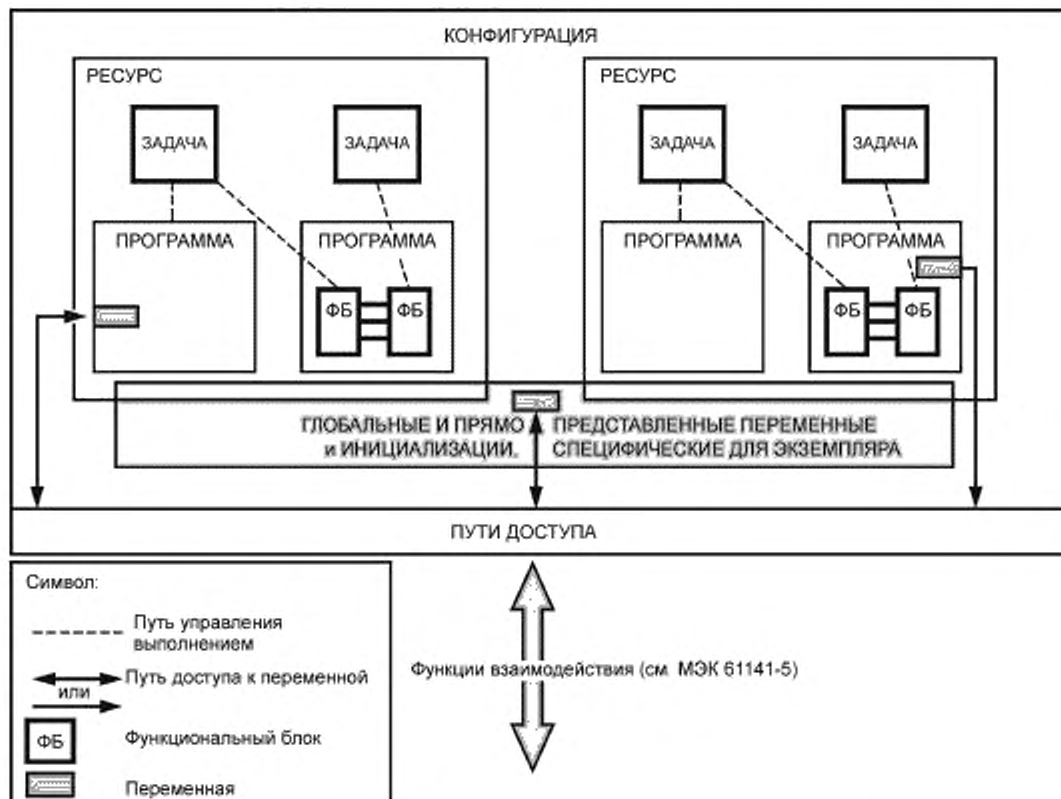 КОНФИГУРАЦИЯ
РЕСУРС
РЕСУРС
ЗАДАЧА
ЗАДАЧА
ЗАДАЧА
ЗАДАЧА
ПРОГРАММА
ПРОГРАММА
ПРОГРАММА
ПРОГРАММА
ФБ
ФБ
ФБ
ФБ
ГЛОБАЛЬНЫЕ И ПРЯМО ПРЕДСТАВЛЕННЫЕ ПЕРЕМЕННЫЕ
и ИНИЦИАЛИЗАЦИИ, СПЕЦИФИЧЕСКИЕ ДЛЯ ЭКЗЕМПЛЯРА
ПУТИ ДОСТУПА
Символ:
Путь управления
выполнением
Путь доступа к переменной
или
ФБ
Функциональный блок
Переменная
Функции взаимодействия (см МЭК 61141-5)